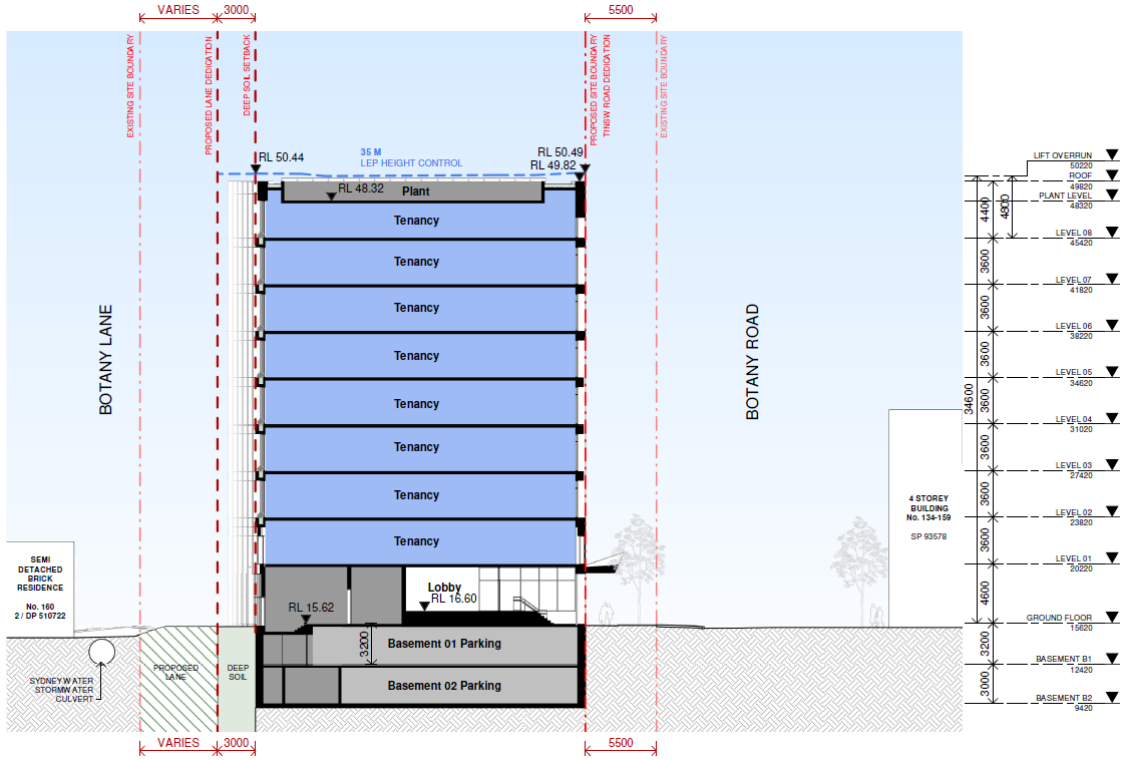 VARIES
3000
5500
EXISTING SITE BOUNDARY
PROPOSED LANE DEDICATION
DEEP SOIL SETBACK
PROPOSED SITE BOUNDARY
TfNSW ROAD DEDICATION
EXISTING SITE BOUNDARY
RL 50.44
35 M
LEP HEIGHT CONTROL
RL 50.49
RL 49.82
RL 48.32
Plant
Tenancy
Tenancy
Tenancy
Tenancy
Tenancy
Tenancy
Tenancy
Tenancy
Lobby
RL 16.60
RL 15.62
3200
Basement 01 Parking
Basement 02 Parking
BOTANY LANE
BOTANY ROAD
SEMI
DETACHED
BRICK
RESIDENCE
No. 160
2 / DP 510722
SYDNEY WATER
STORMWATER
CULVERT
PROPOSED
LANE
DEEP
SOIL
4 STOREY
BUILDING
No. 134-159
SP 93578
LIFT OVERRUN
50220
ROOF
49820
PLANT LEVEL
48320
LEVEL 08
45420
LEVEL 07
41820
LEVEL 06
38220
LEVEL 05
34620
LEVEL 04
31020
LEVEL 03
27420
LEVEL 02
23820
LEVEL 01
20220
GROUND FLOOR
15620
BASEMENT B1
12420
BASEMENT B2
9420
4400
4800
3600
3600
3600
3600
3600
3600
3600
4600
3200
3000
34600
VARIES
3000
5500